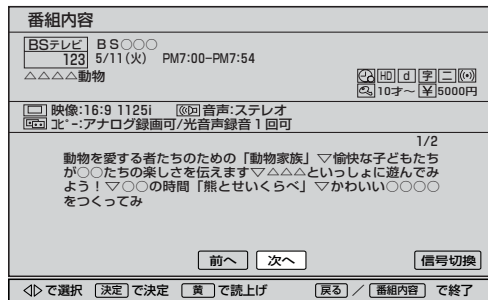 番組内容
BSテレビ BS○○○
123 5/11(火) PM7:00-PM7:54
△△△△動物
HD d 字 二
10才～ ¥5000円
映像:16:9 1125i 音声:ステレオ
コピー:アナログ録画可/光音声録音1回可
1/2
動物を愛する者たちのための「動物家族」▽愉快な子どもたち
が○○たちの楽しさを伝えます▽△△△といっしょに遊んでみ
よう！▽○○の時間「熊とせいくらべ」▽かわいい○○○○
をつくってみ
前へ 次へ 信号切換
◁▷で選択 決定で決定 黄で読上げ 戻る／番組内容 で終了